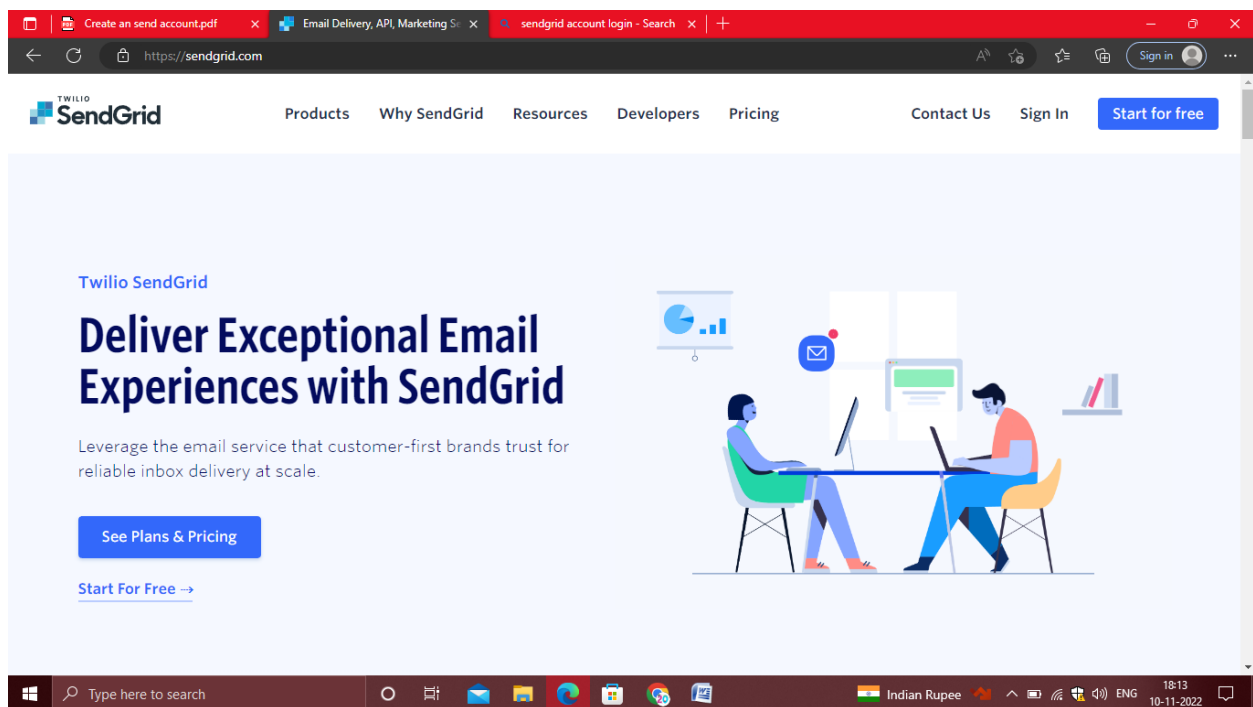 Create an send account.pdf
Email Delivery, API, Marketing Se
sendgrid account login - Search
https://sendgrid.com
Sign in
TWILIO
SendGrid
Products
Why SendGrid
Resources
Developers
Pricing
Contact Us
Sign In
Start for free
Twilio SendGrid
Deliver Exceptional Email
Experiences with SendGrid
Leverage the email service that customer-first brands trust for
reliable inbox delivery at scale.
See Plans & Pricing
Start For Free →
Type here to search
Indian Rupee
ENG
18:13
10-11-2022